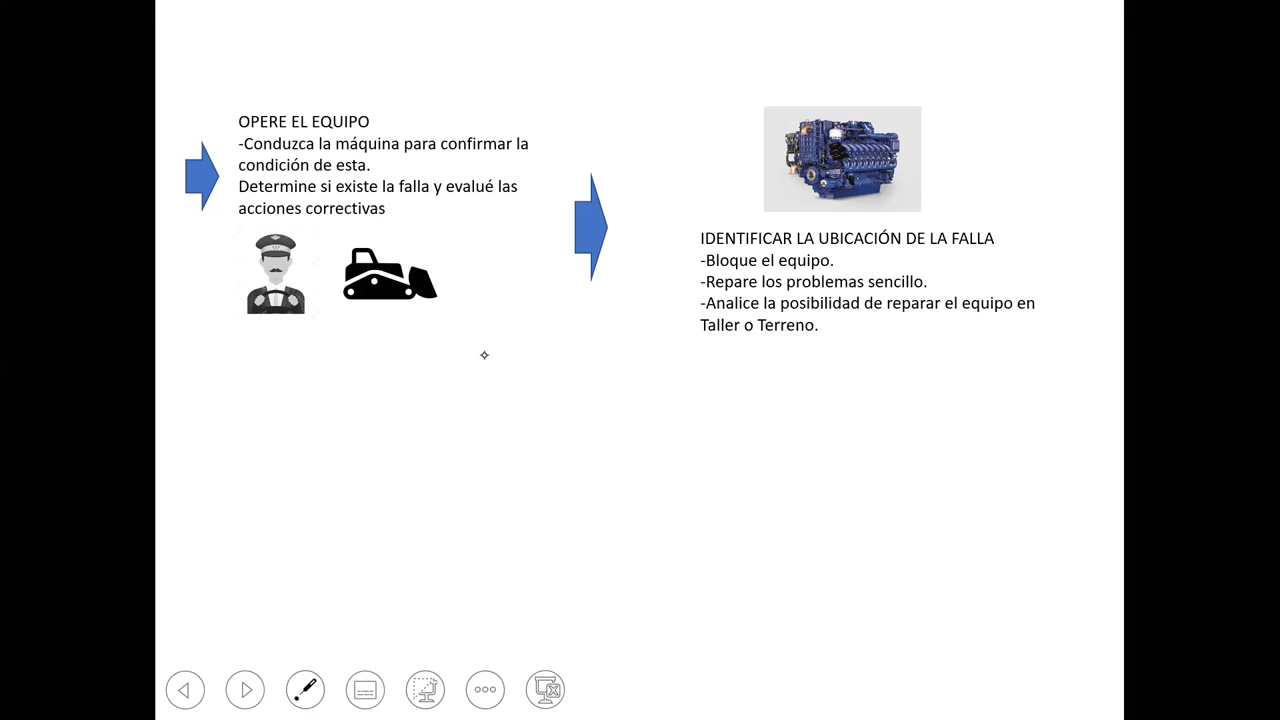 OPERE EL EQUIPO
-Conduzca la máquina para confirmar la
condición de esta.
Determine si existe la falla y evalué las
acciones correctivas
IDENTIFICAR LA UBICACIÓN DE LA FALLA
-Bloque el equipo.
-Repare los problemas sencillo.
-Analice la posibilidad de reparar el equipo en
Taller o Terreno.